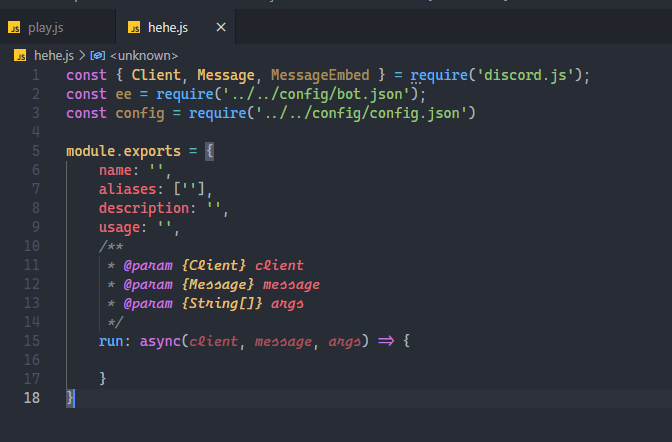 JS play.js JS hehe.js ×
JS hehe.js > <unknown>
1 const { Client, Message, MessageEmbed } = require('discord.js');
2 const ee = require('../../config/bot.json');
3 const config = require('../../config/config.json')
4
5 module.exports = {
6 name: '',
7 aliases: [''],
8 description: '',
9 usage: '',
10 /**
11 * @param {Client} client
12 * @param {Message} message
13 * @param {String[]} args
14 */
15 run: async(client, message, args) => {
16
17 }
18 }